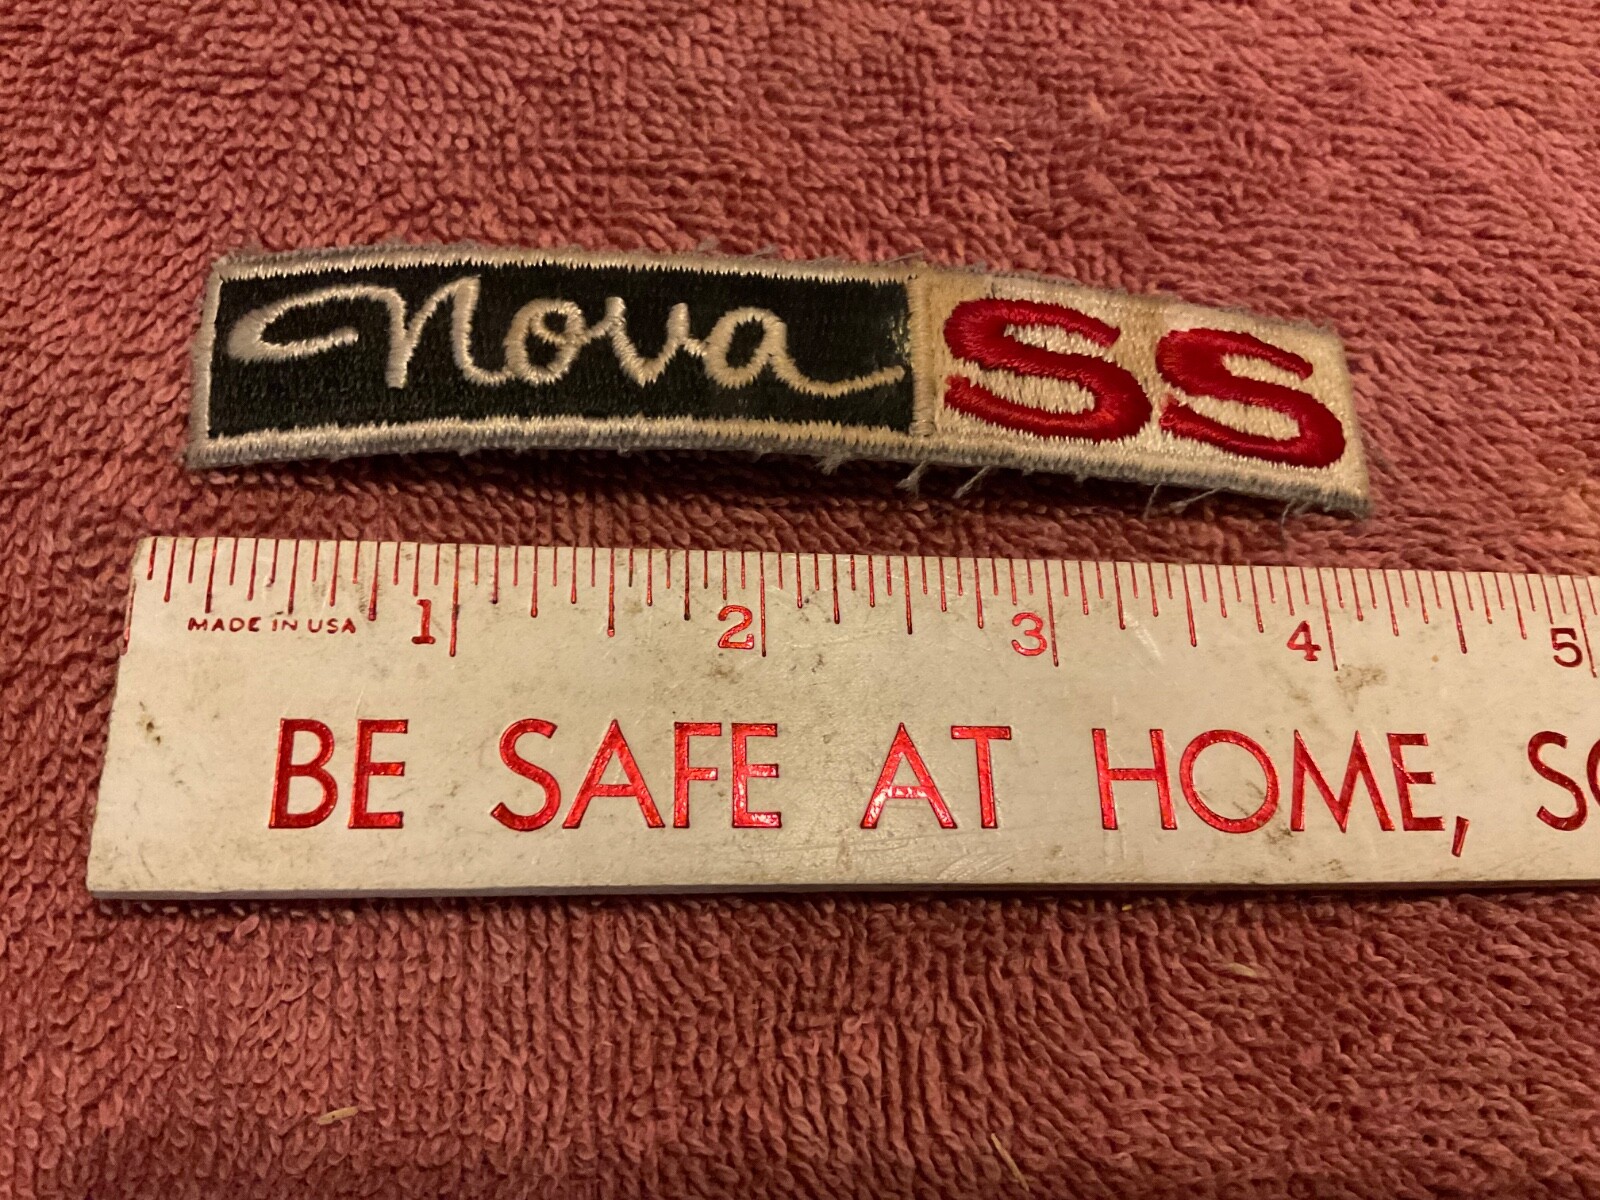 Nova SS
1 2 3 4 5
MADE IN USA
BE SAFE AT HOME,